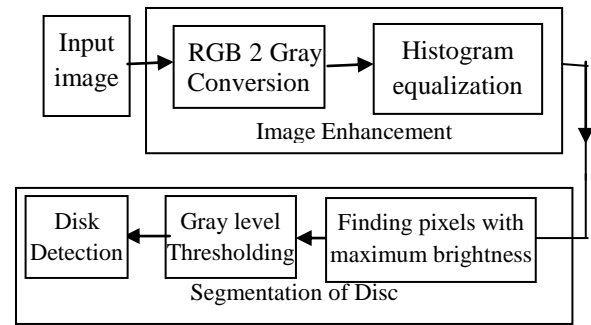 Input
image
RGB 2 Gray
Conversion
Histogram
equalization
Image Enhancement
Disk
Detection
Gray level
Thresholding
Finding pixels with
maximum brightness
Segmentation of Disc